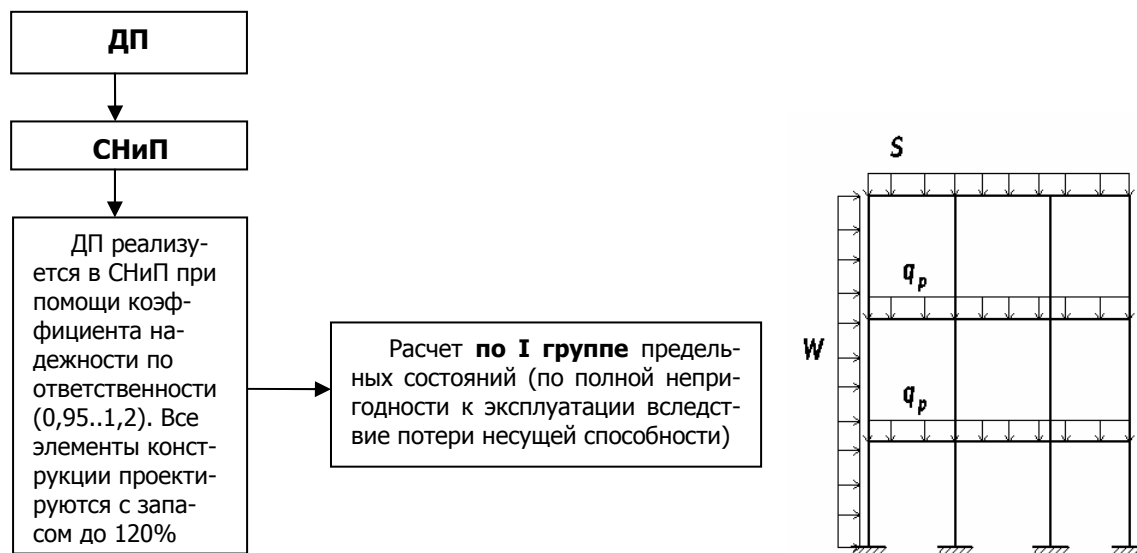 ДП
СНиП
ДП реализу-
ется в СНиП при
помощи коэф-
фициента на-
дежности по
ответственности
(0,95..1,2). Все
элементы конст-
рукции проекти-
руются с запа-
сом до 120%
Расчет по I группе предель-
ных состояний (по полной непри-
годности к эксплуатации вследст-
вие потери несущей способности)
S
q p
W
q p